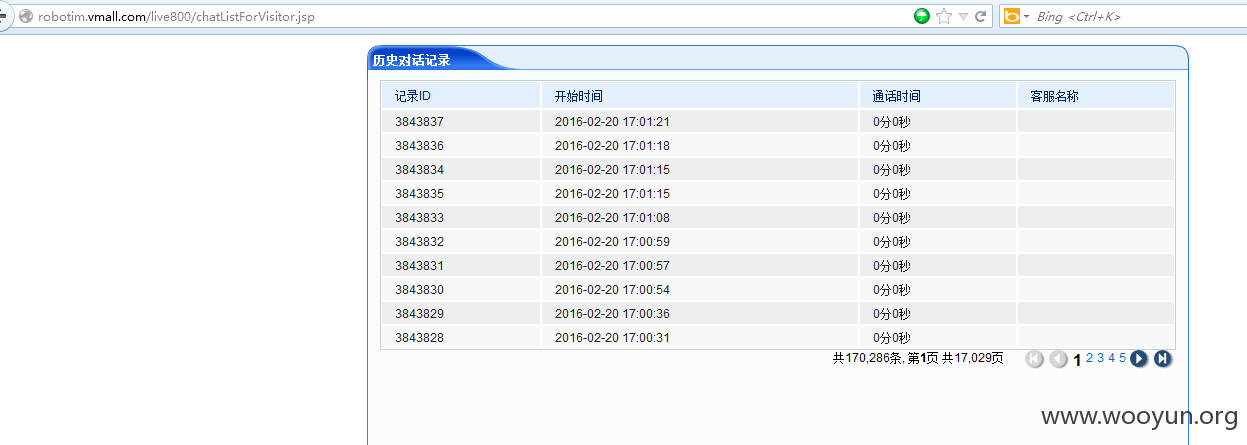 robotim.vmall.com/live800/chatListForVisitor.jsp Bing <Ctrl+K>
历史对话记录
记录ID 开始时间 通话时间 客服名称
3843837 2016-02-20 17:01:21 0分0秒
3843836 2016-02-20 17:01:18 0分0秒
3843834 2016-02-20 17:01:15 0分0秒
3843835 2016-02-20 17:01:15 0分0秒
3843833 2016-02-20 17:01:08 0分0秒
3843832 2016-02-20 17:00:59 0分0秒
3843831 2016-02-20 17:00:57 0分0秒
3843830 2016-02-20 17:00:54 0分0秒
3843829 2016-02-20 17:00:36 0分0秒
3843828 2016-02-20 17:00:31 0分0秒
共170,286条, 第1页 共17,029页 1 2 3 4 5
www.wooyun.org